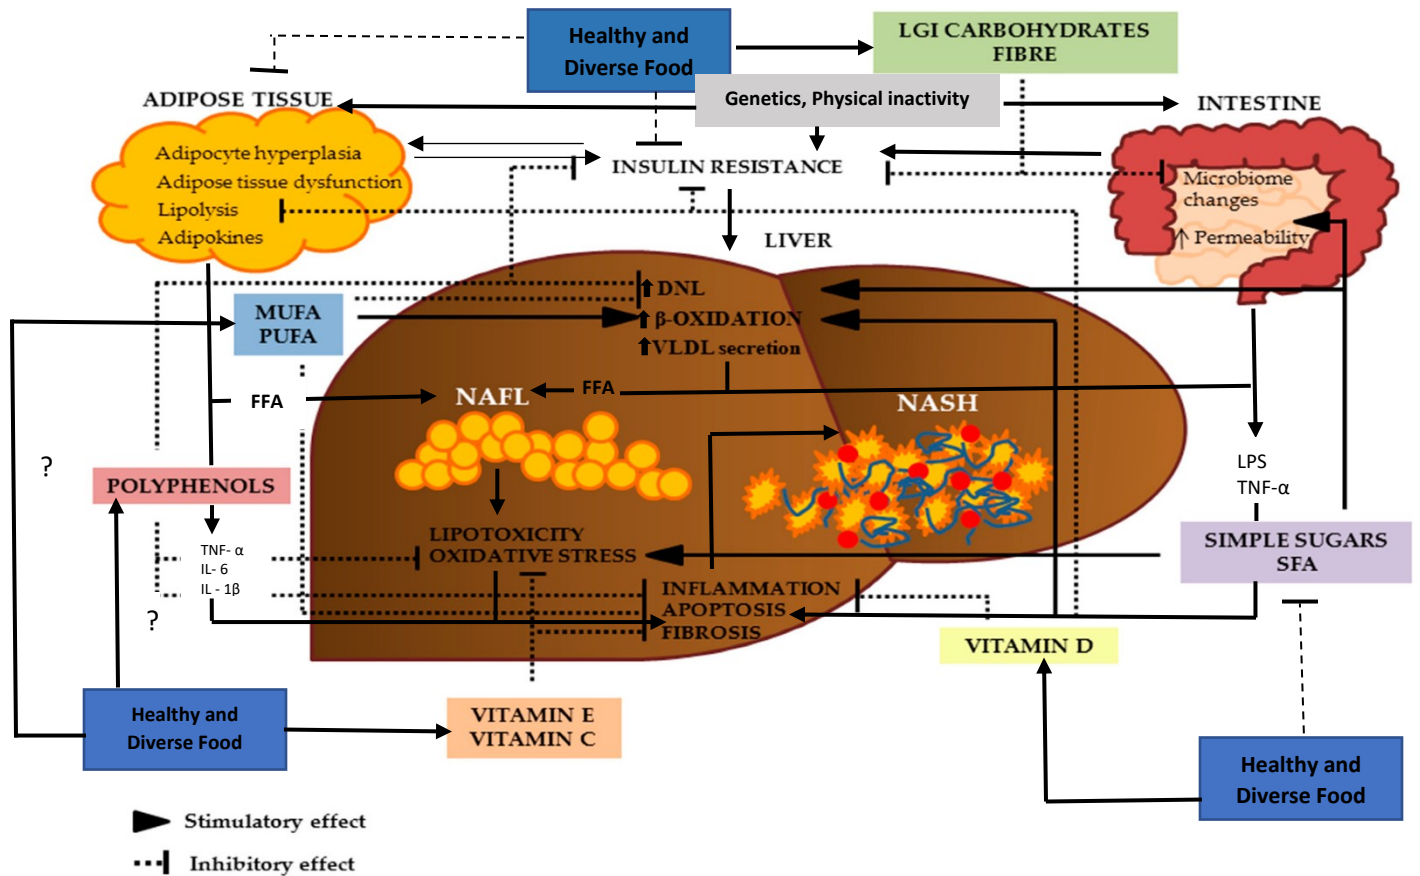 Healthy and
Diverse Food
LGI CARBOHYDRATES
FIBRE
Genetics, Physical inactivity
ADIPOSE TISSUE
INTESTINE
Adipocyte hyperplasia
Adipose tissue dysfunction
Lipolysis
Adipokines
INSULIN RESISTANCE
Microbiome
changes
↑ Permeability
LIVER
MUFA
PUFA
⬆ DNL
⬆ β-OXIDATION
⬆ VLDL secretion
FFA
NAFL
FFA
NASH
?
POLYPHENOLS
LPS
TNF-α
TNF- α
IL- 6
IL - 1β
LIPOTOXICITY
OXIDATIVE STRESS
SIMPLE SUGARS
SFA
INFLAMMATION
APOPTOSIS
FIBROSIS
?
VITAMIN D
Healthy and
Diverse Food
VITAMIN E
VITAMIN C
Healthy and
Diverse Food
Stimulatory effect
Inhibitory effect